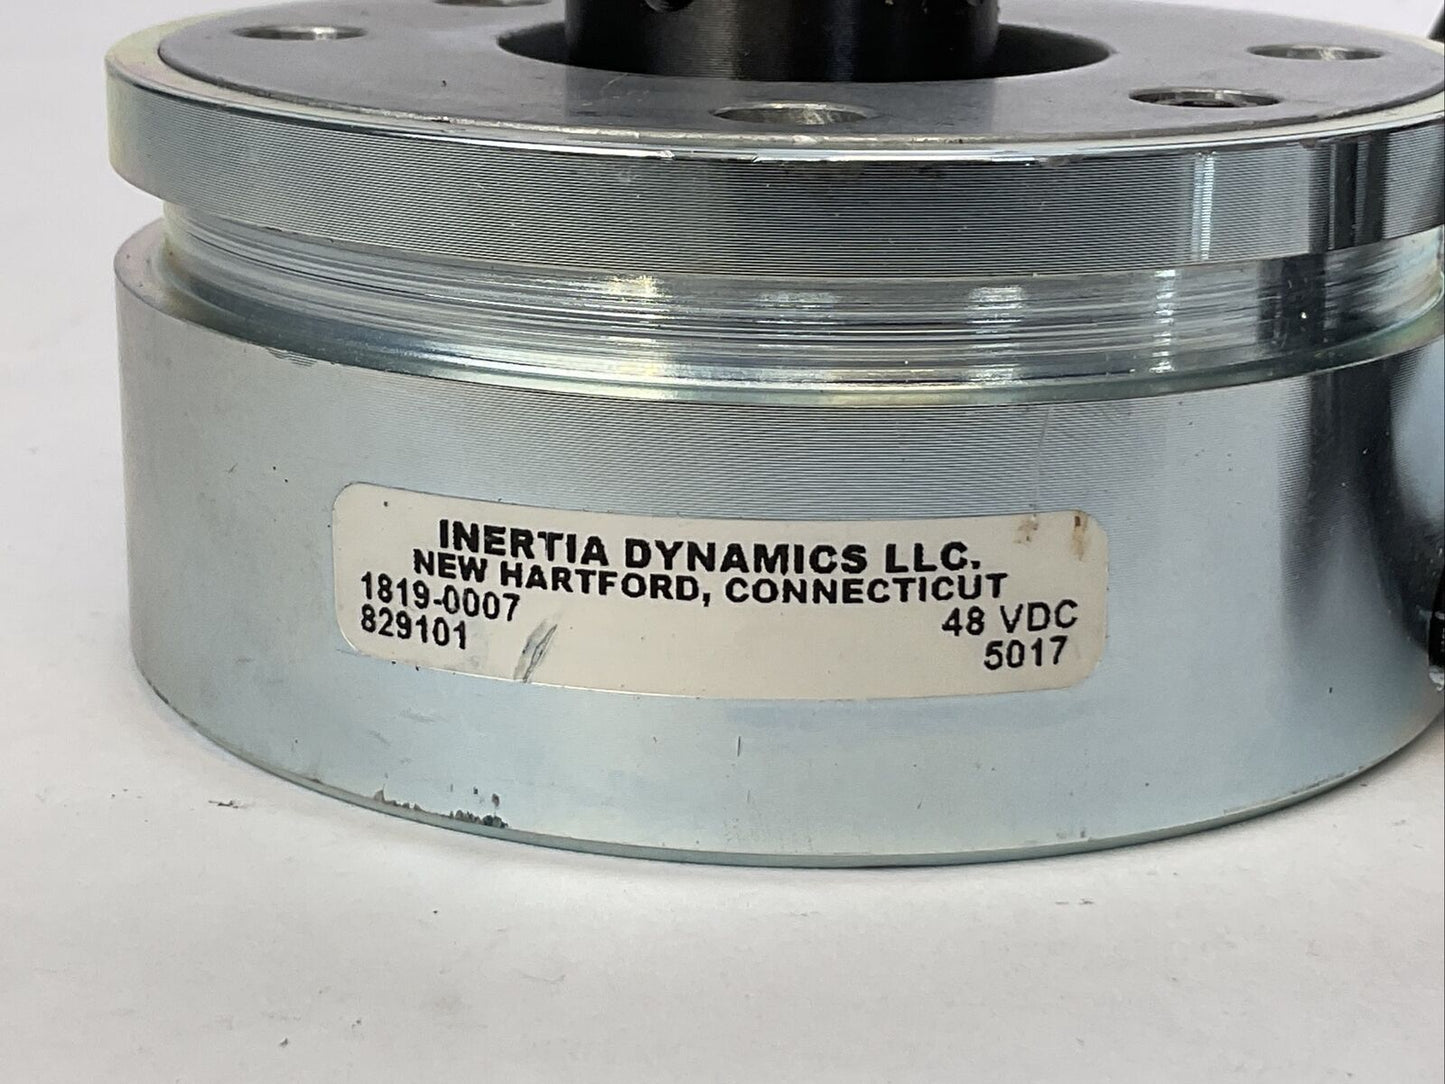 INERTIA DYNAMICS LLC.
NEW HARTFORD, CONNECTICUT
1819-0007 48 VDC
829101 5017